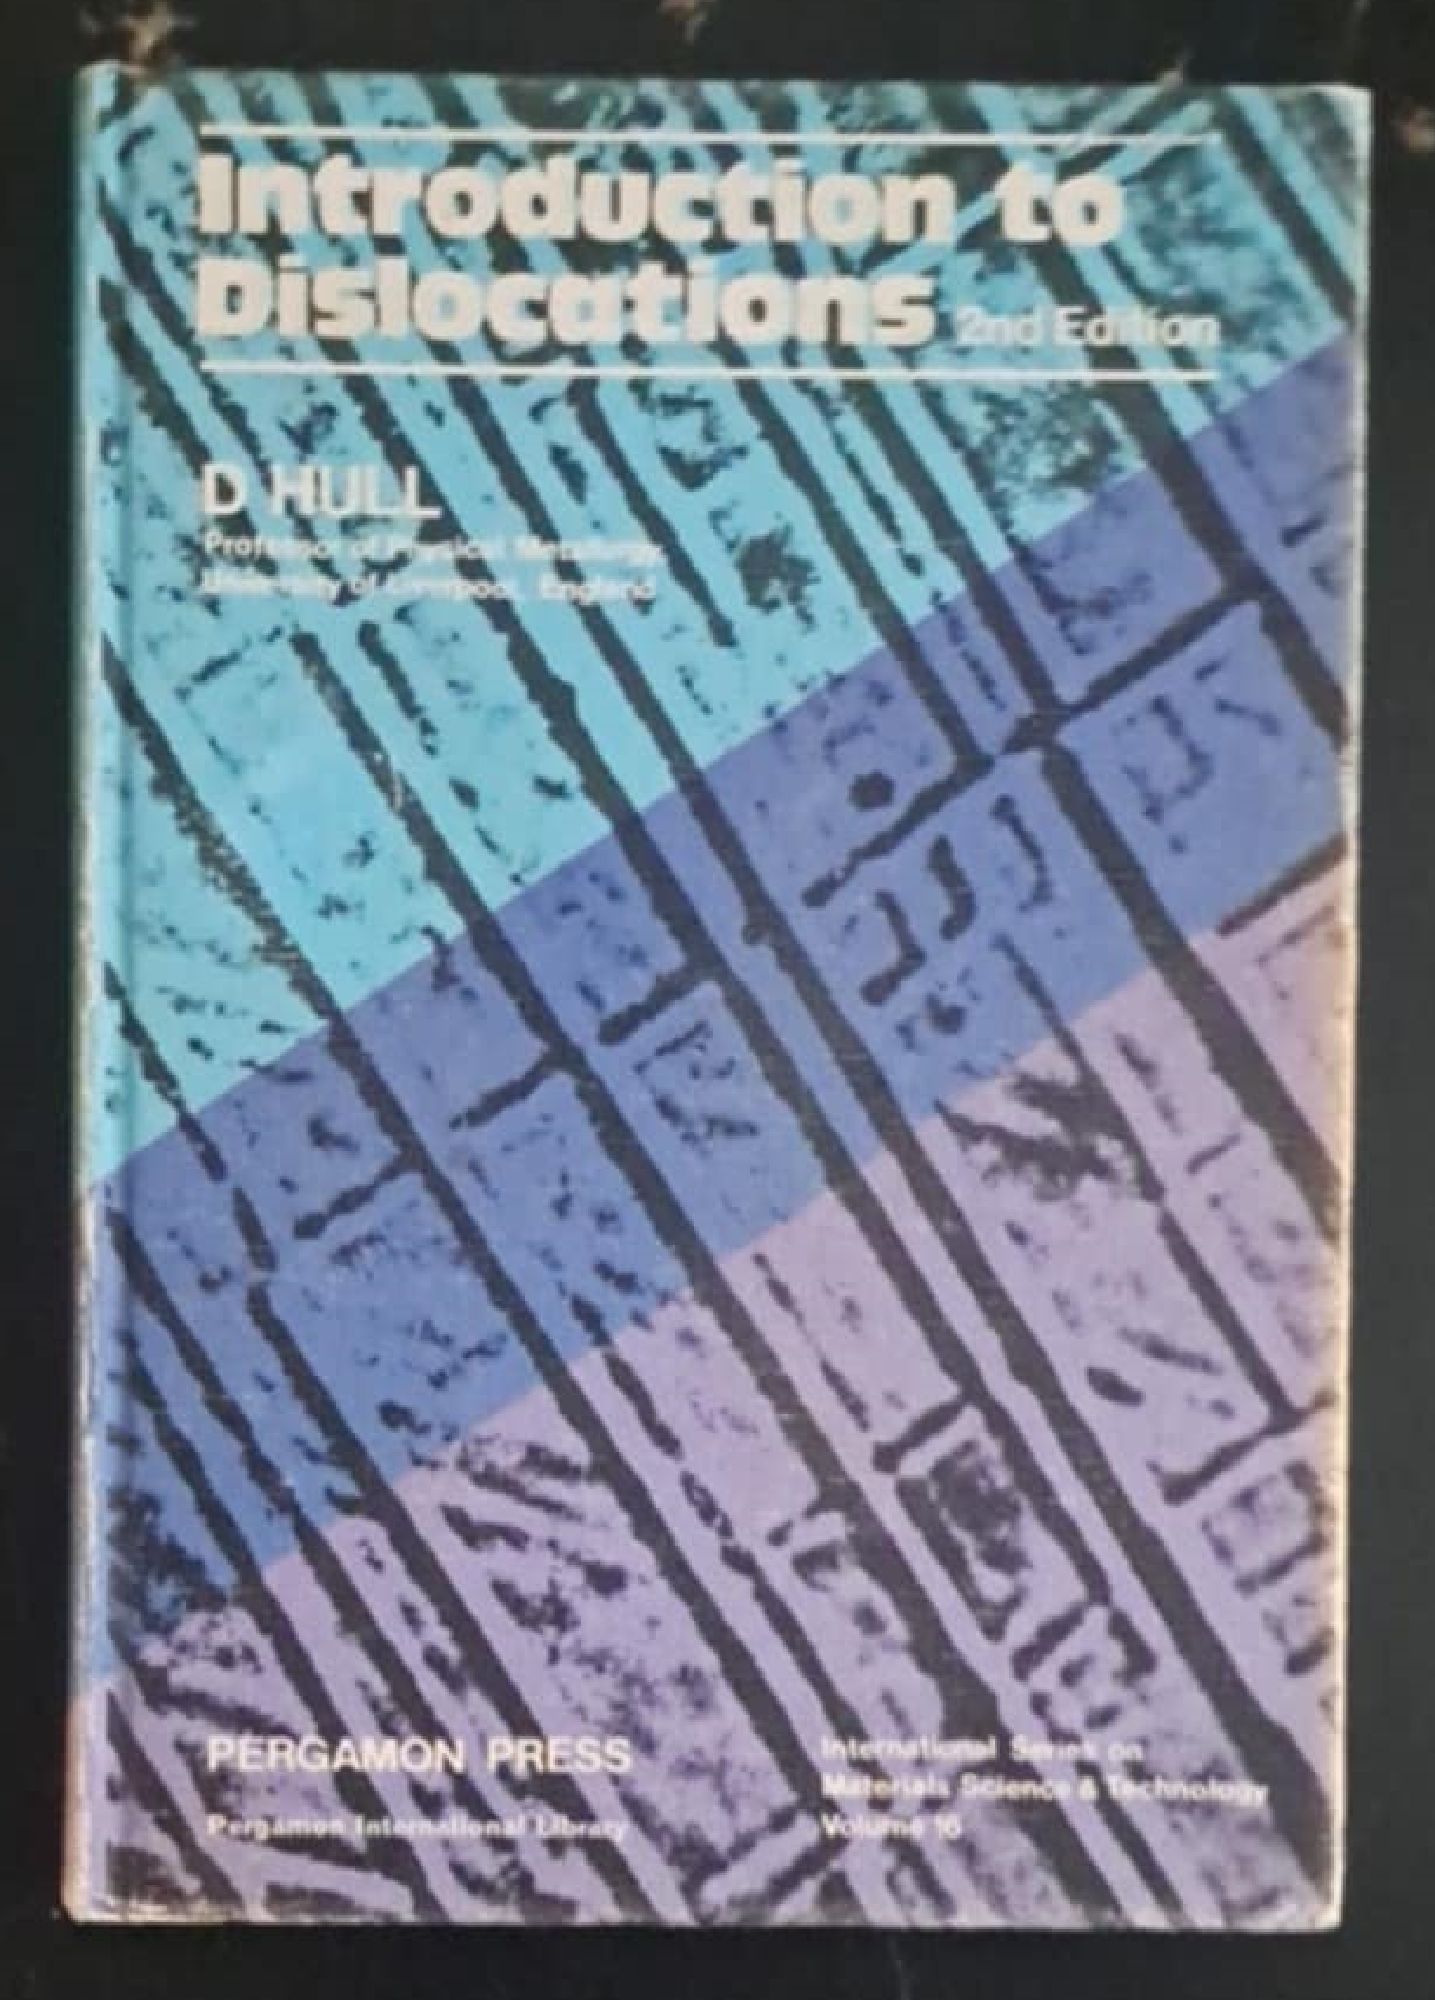 Introduction to
Dislocations 2nd Edition
D HULL
Professor of Physical Metallurgy
University of Liverpool, England
PERGAMON PRESS
Pergamon International Library
International Series on
Materials Science & Technology
Volume 16